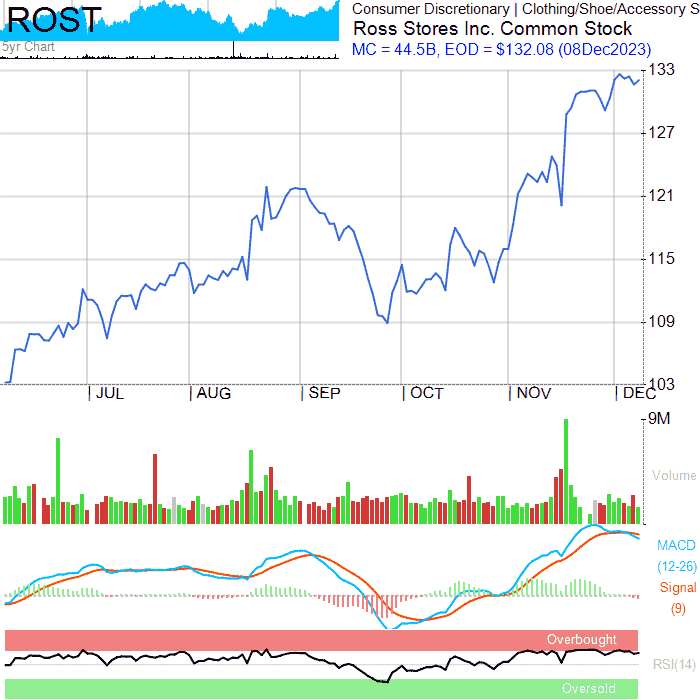 ROST
5yr Chart
Consumer Discretionary | Clothing/Shoe/Accessory S
Ross Stores Inc. Common Stock
MC = 44.5B, EOD = $132.08 (08Dec2023)
133
127
121
115
109
103
JUL
AUG
SEP
OCT
NOV
DEC
9M
Volume
MACD
(12-26)
Signal
(9)
Overbought
RSI(14)
Oversold